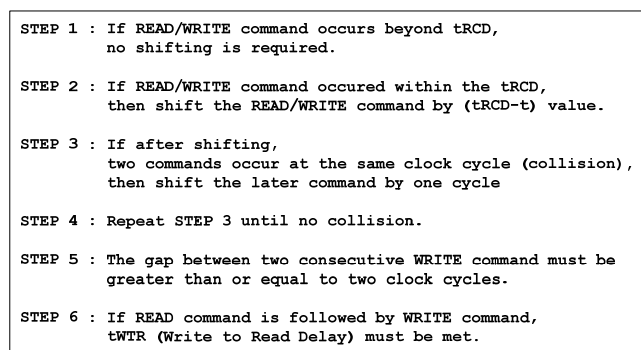 STEP 1 : If READ/WRITE command occurs beyond tRCD,
no shifting is required.
STEP 2 : If READ/WRITE command occured within the tRCD,
then shift the READ/WRITE command by (tRCD-t) value.
STEP 3 : If after shifting,
two commands occur at the same clock cycle (collision),
then shift the later command by one cycle
STEP 4 : Repeat STEP 3 until no collision.
STEP 5 : The gap between two consecutive WRITE command must be
greater than or equal to two clock cycles.
STEP 6 : If READ command is followed by WRITE command,
tWTR (Write to Read Delay) must be met.